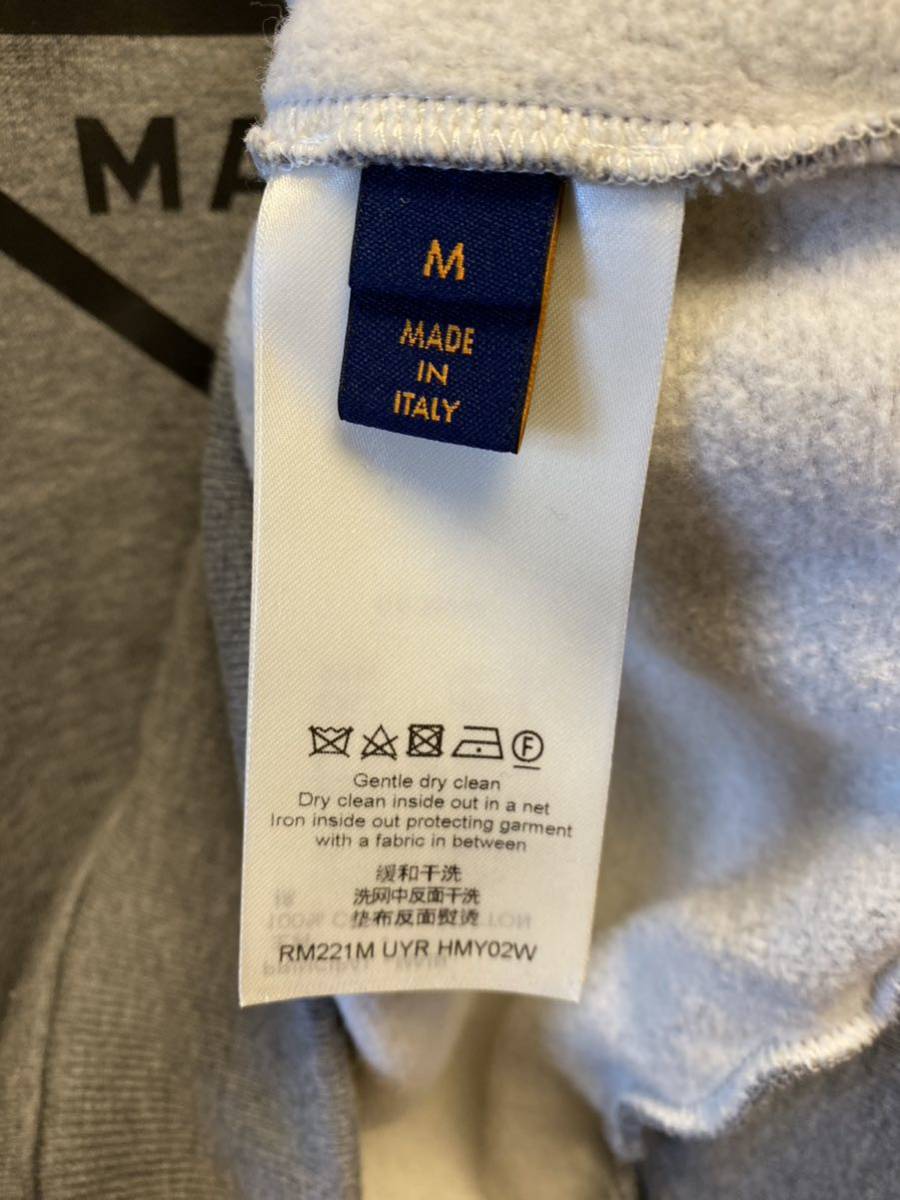 MA
M
MADE
IN
ITALY
F
Gentle dry clean
Dry clean inside out in a net
Iron inside out protecting garment
with a fabric in between
缓和干洗
洗网中反面干洗
垫布反面熨烫
RM221M UYR HMY02W